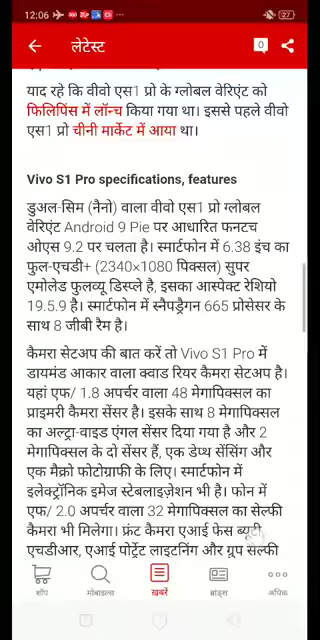 12:06
27
लेटेस्ट
0
याद रहे कि वीवो एस1 प्रो के ग्लोबल वेरिएंट को
फिलिपिंस में लॉन्च किया गया था। इससे पहले वीवो
एस1 प्रो चीनी मार्केट में आया था।
Vivo S1 Pro specifications, features
डुअल-सिम (नैनो) वाला वीवो एस1 प्रो ग्लोबल
वेरिएंट Android 9 Pie पर आधारित फनटच
ओएस 9.2 पर चलता है। स्मार्टफोन में 6.38 इंच का
फुल-एचडी+ (2340×1080 पिक्सल) सुपर
एमोलेड फुलव्यू डिस्प्ले है, इसका आस्पेक्ट रेशियो
19.5.9 है। स्मार्टफोन में स्नैपड्रैगन 665 प्रोसेसर के
साथ 8 जीबी रैम है।
कैमरा सेटअप की बात करें तो Vivo S1 Pro में
डायमंड आकार वाला क्वाड रियर कैमरा सेटअप है।
यहां एफ/ 1.8 अपर्चर वाला 48 मेगापिक्सल का
प्राइमरी कैमरा सेंसर है। इसके साथ 8 मेगापिक्सल
का अल्ट्रा-वाइड एंगल सेंसर दिया गया है और 2
मेगापिक्सल के दो सेंसर हैं, एक डेप्थ सेंसिंग और
एक मैक्रो फोटोग्राफी के लिए। स्मार्टफोन में
इलेक्ट्रॉनिक इमेज स्टेबलाइज़ेशन भी है। फोन में
एफ/ 2.0 अपर्चर वाला 32 मेगापिक्सल का सेल्फी
कैमरा भी मिलेगा। फ्रंट कैमरा एआई फेस ब्यूटी
एचडीआर, एआई पोर्ट्रेट लाइटनिंग और ग्रुप सेल्फी
शॉप मोबाइल्स ख़बरें ब्रांड्स अधिक